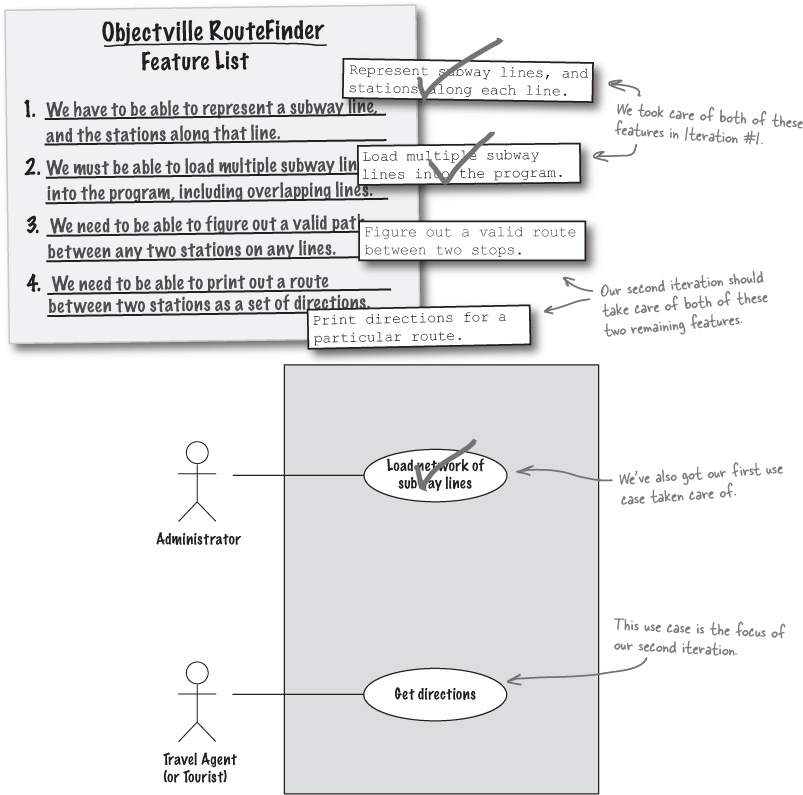 Objectville RouteFinder
Feature List
1. We have to be able to represent a subway line,
and the stations along that line.
2. We must be able to load multiple subway lin
into the program, including overlapping lines.
3. We need to be able to figure out a valid path
between any two stations on any lines.
4. We need to be able to print out a route
between two stations as a set of directions.
Represent subway lines, and
stations along each line.
Load multiple subway
lines into the program.
Figure out a valid route
between two stops.
Print directions for a
particular route.
We took care of both of these
features in Iteration #1.
Our second iteration should
take care of both of these
two remaining features.
Load network of
subway lines
Administrator
We've also got our first use
case taken care of.
This use case is the focus of
our second iteration.
Get directions
Travel Agent
(or Tourist)